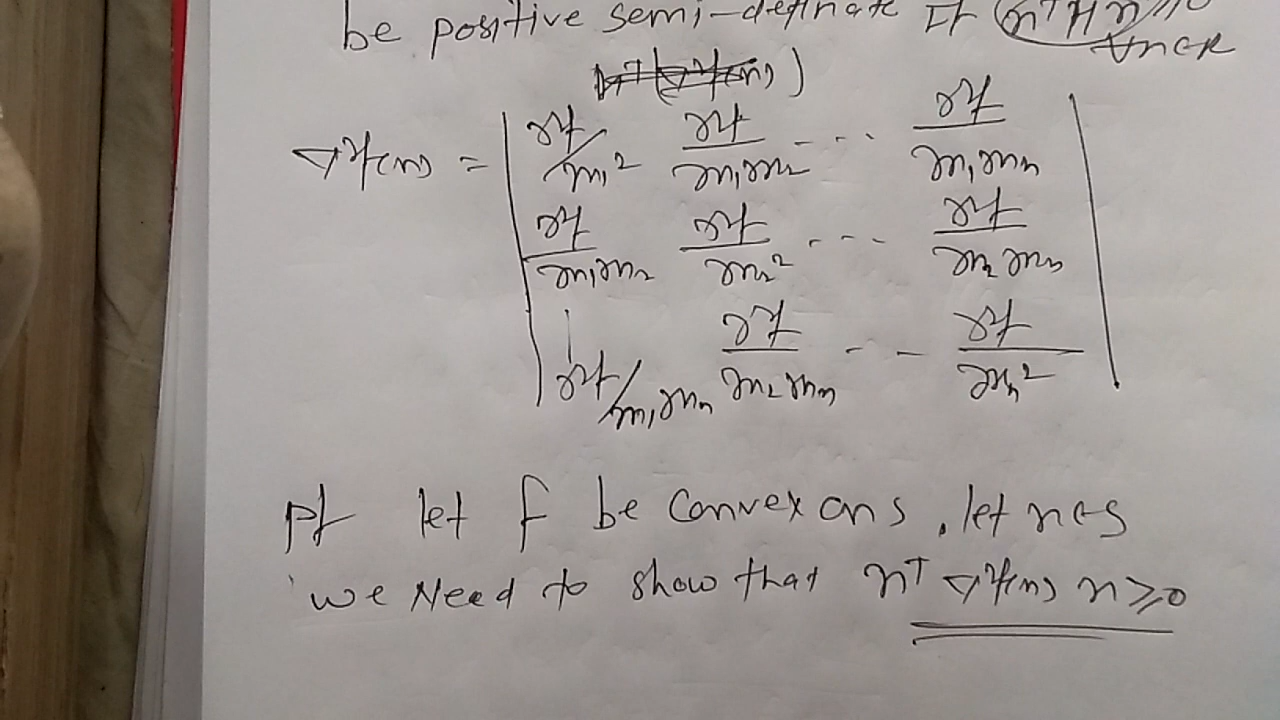 be positive semi-definate If (x^T H x ≥ 0
∀x∈R
∇²f(x) = | ∂²f/∂x₁² ∂²f/∂x₁∂x₂ --- ∂²f/∂x₁∂xₙ |
∂²f/∂x₁∂x₂ ∂²f/∂x₂² --- ∂²f/∂x₂∂xₙ
∂²f/∂x₁∂xₙ ∂²f/∂x₂∂xₙ -- ∂²f/∂xₙ²
Pf let f be convex on S, let x∈S
we Need to show that x^T ∇²f(x) x ≥ 0